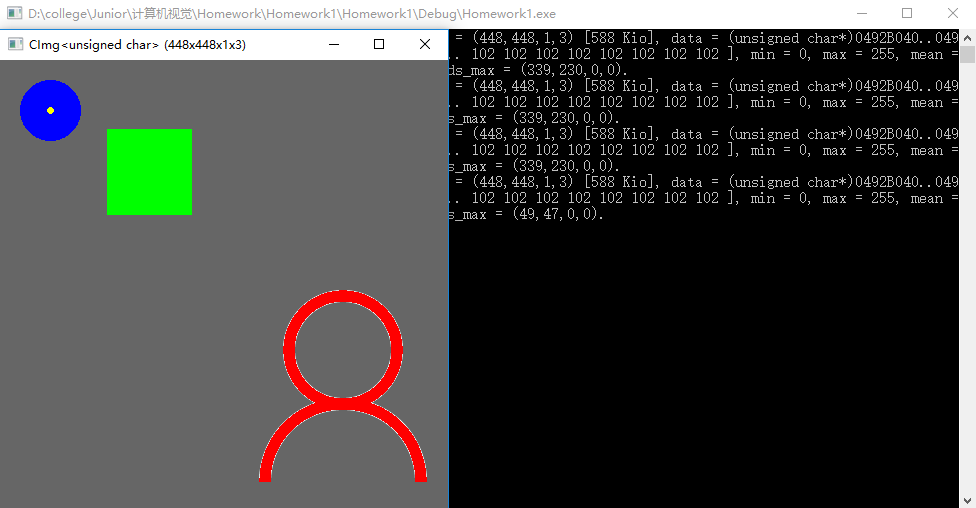 D:\college\Junior\计算机视觉\Homework\Homework1\Homework1\Debug\Homework1.exe
CImg<unsigned char> (448x448x1x3)
= (448,448,1,3) [588 Kio], data = (unsigned char*)0492B040..049
.. 102 102 102 102 102 102 102 102 ], min = 0, max = 255, mean =
ds_max = (339,230,0,0).
= (448,448,1,3) [588 Kio], data = (unsigned char*)0492B040..049
.. 102 102 102 102 102 102 102 102 ], min = 0, max = 255, mean =
s_max = (339,230,0,0).
= (448,448,1,3) [588 Kio], data = (unsigned char*)0492B040..049
.. 102 102 102 102 102 102 102 102 ], min = 0, max = 255, mean =
s_max = (339,230,0,0).
= (448,448,1,3) [588 Kio], data = (unsigned char*)0492B040..049
.. 102 102 102 102 102 102 102 102 ], min = 0, max = 255, mean =
s_max = (49,47,0,0).